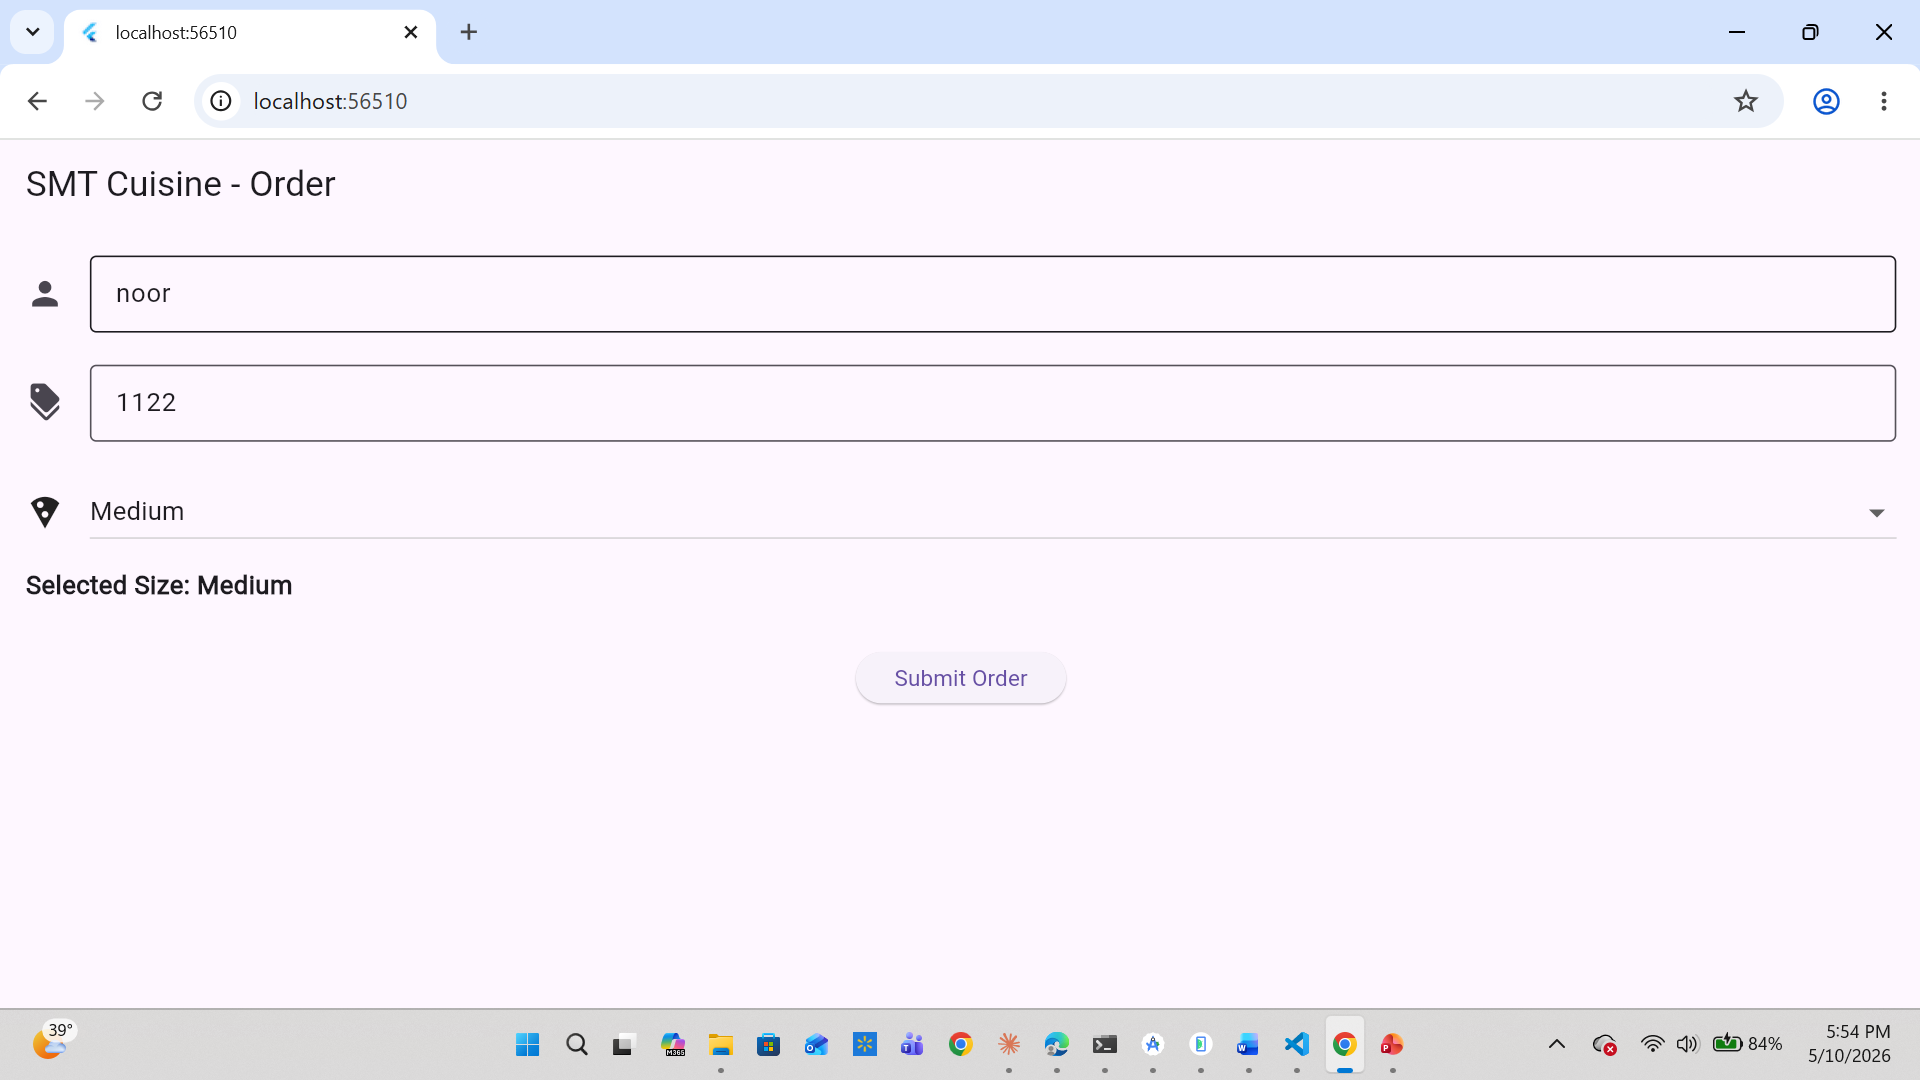 localhost:56510
localhost:56510
SMT Cuisine - Order
noor
1122
Medium
Selected Size: Medium
Submit Order
39°
M365
84%
5:54 PM
5/10/2026